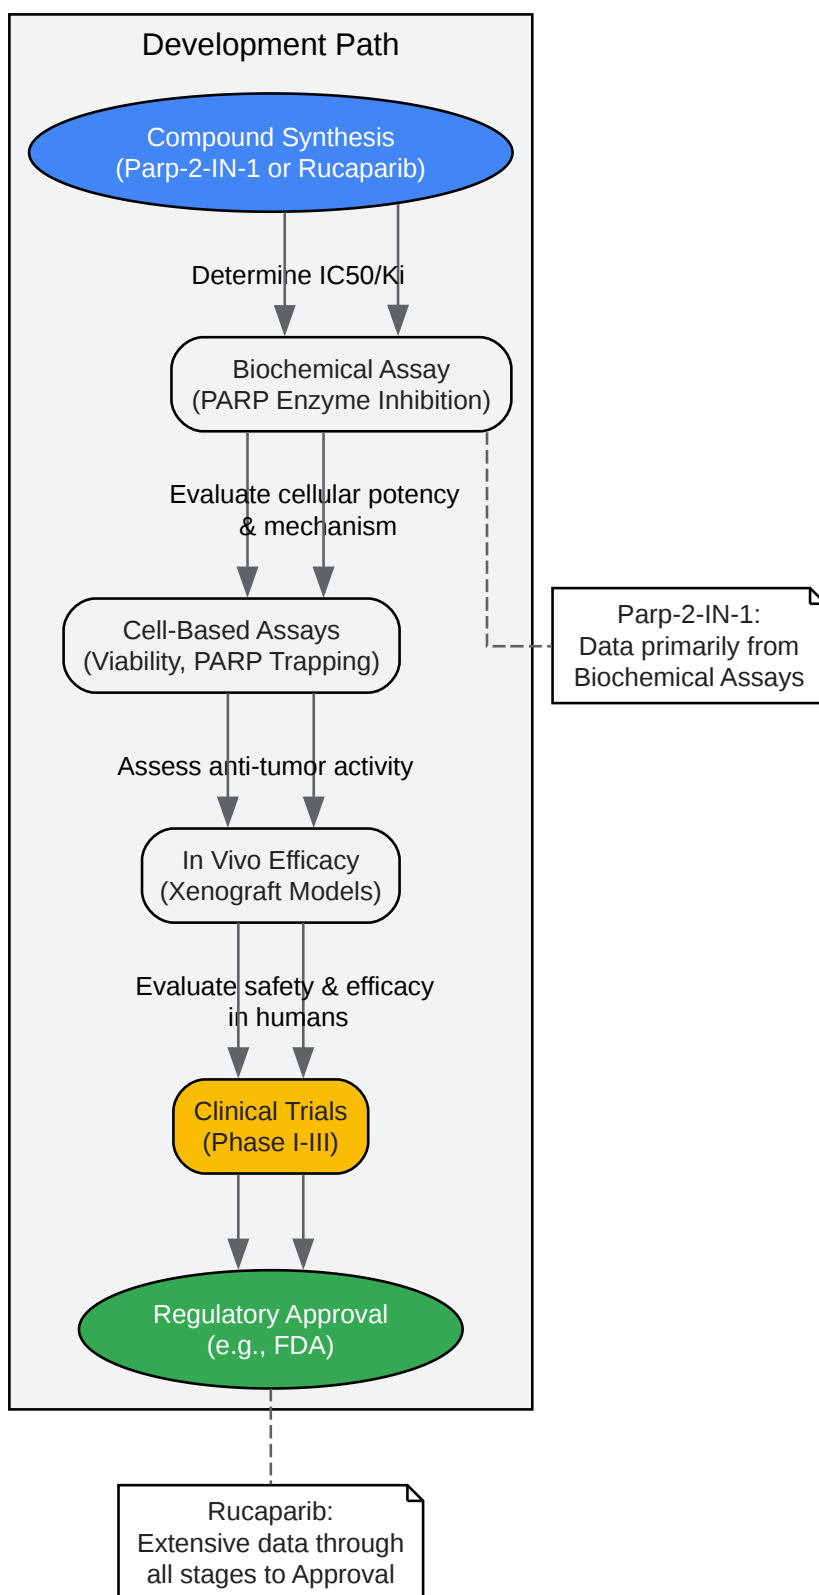 Development Path
Compound Synthesis
(Parp-2-IN-1 or Rucaparib)
Determine IC50/Ki
Biochemical Assay
(PARP Enzyme Inhibition)
Evaluate cellular potency
& mechanism
Cell-Based Assays
(Viability, PARP Trapping)
Parp-2-IN-1:
Data primarily from
Biochemical Assays
Assess anti-tumor activity
In Vivo Efficacy
(Xenograft Models)
Evaluate safety & efficacy
in humans
Clinical Trials
(Phase I-III)
Regulatory Approval
(e.g., FDA)
Rucaparib:
Extensive data through
all stages to Approval